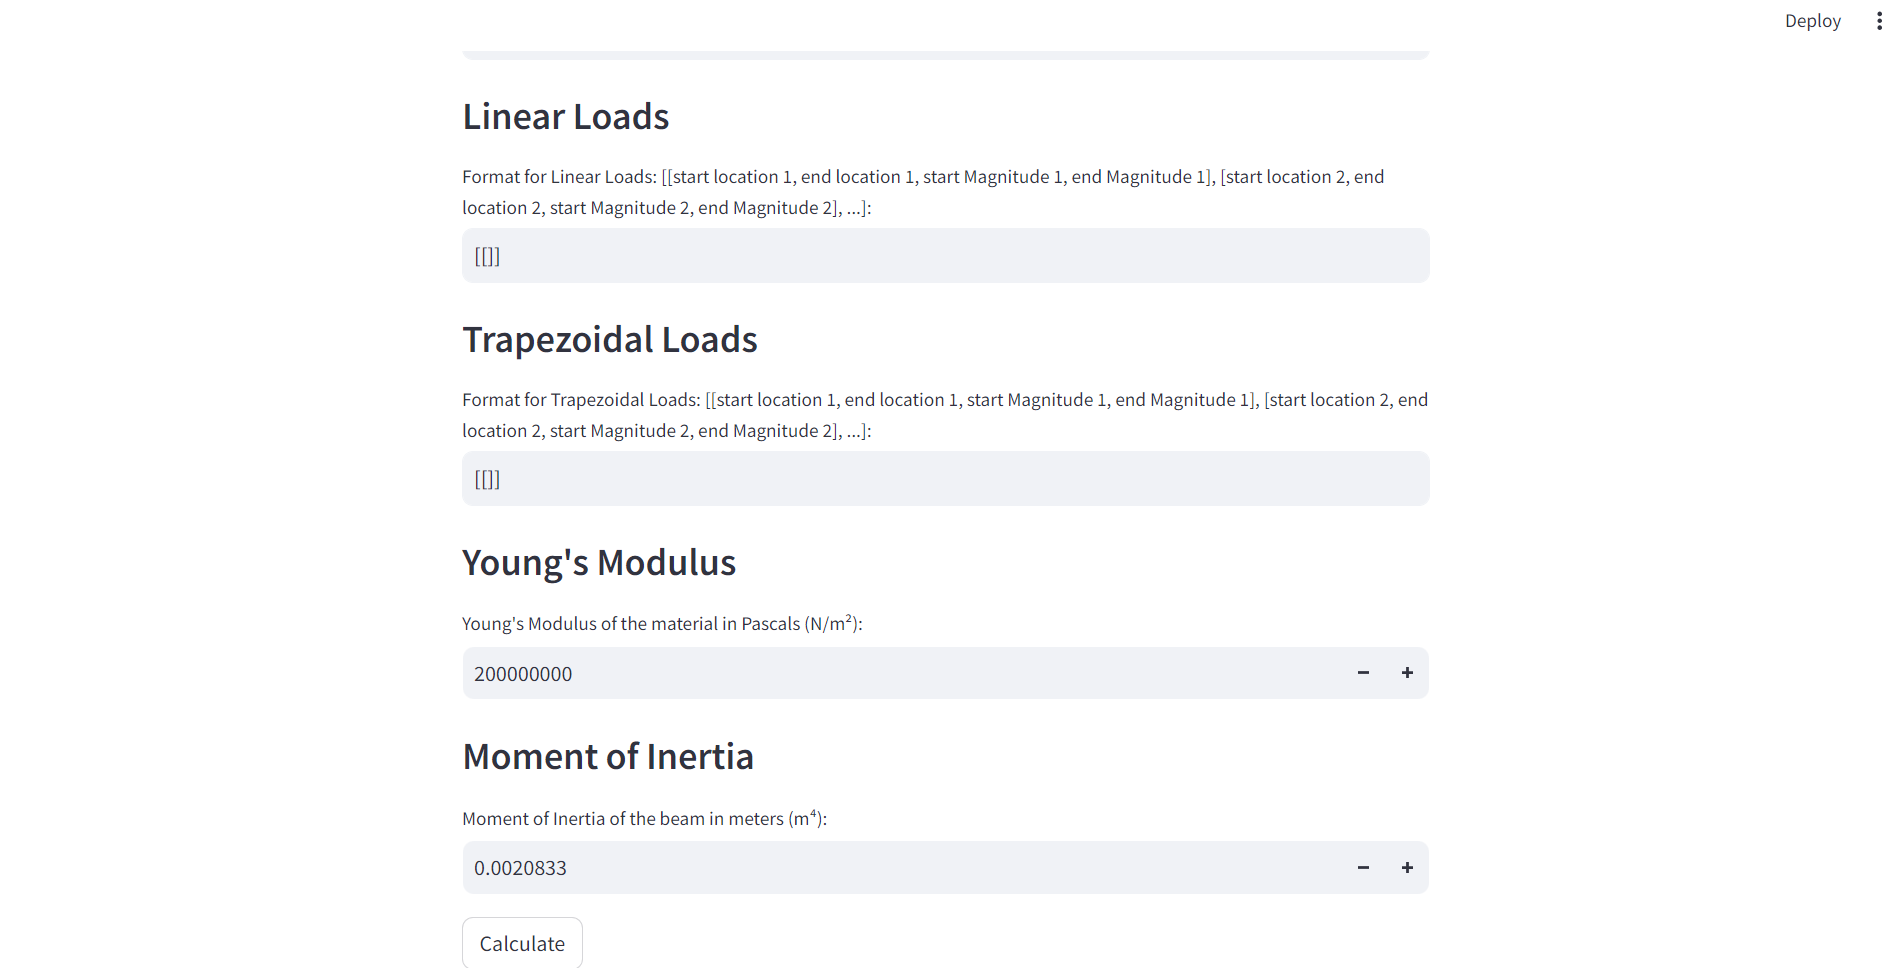 Deploy
Linear Loads
Format for Linear Loads: [[start location 1, end location 1, start Magnitude 1, end Magnitude 1], [start location 2, end
location 2, start Magnitude 2, end Magnitude 2], ...]:
[[]]
Trapezoidal Loads
Format for Trapezoidal Loads: [[start location 1, end location 1, start Magnitude 1, end Magnitude 1], [start location 2, end
location 2, start Magnitude 2, end Magnitude 2], ...]:
[[]]
Young's Modulus
Young's Modulus of the material in Pascals (N/m²):
200000000
Moment of Inertia
Moment of Inertia of the beam in meters (m⁴):
0.0020833
Calculate